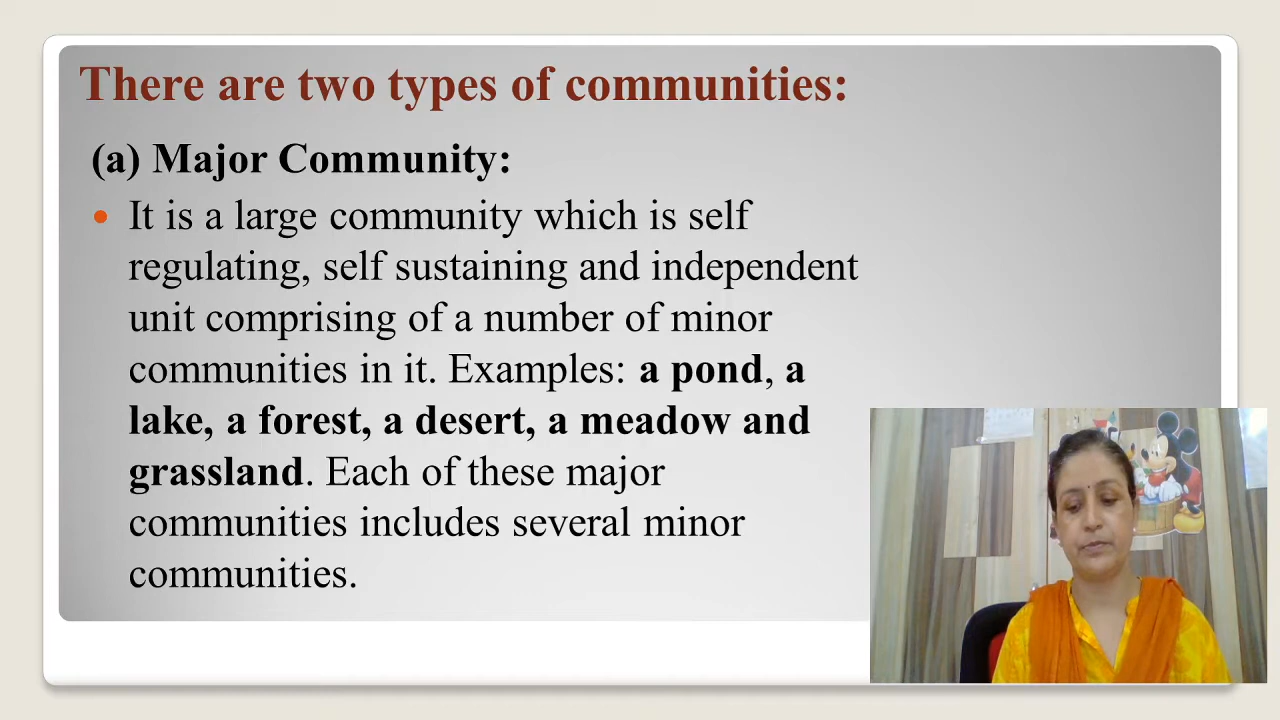 There are two types of communities:
(a) Major Community:
It is a large community which is self
regulating, self sustaining and independent
unit comprising of a number of minor
communities in it. Examples: a pond, a
lake, a forest, a desert, a meadow and
grassland. Each of these major
communities includes several minor
communities.